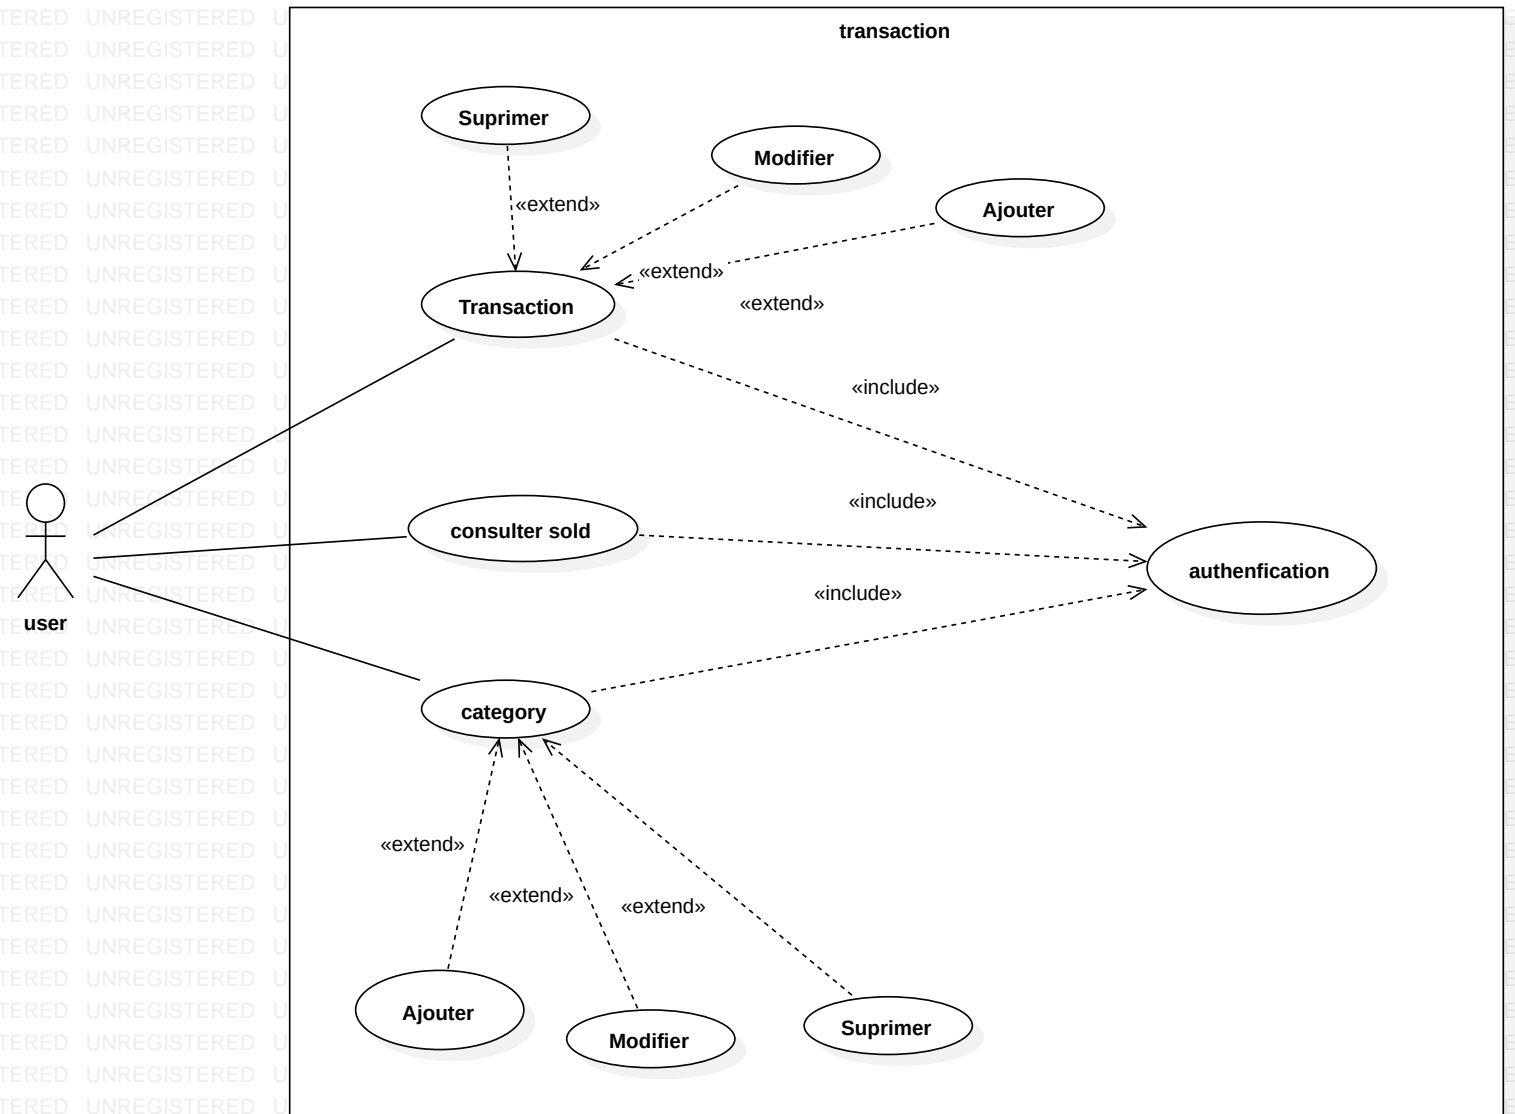 transaction
Suprimer
Modifier
Ajouter
«extend»
«extend»
«extend»
Transaction
«include»
«include»
consulter sold
authenfication
«include»
user
category
«extend»
«extend»
«extend»
Ajouter
Modifier
Suprimer
UNREGISTERED